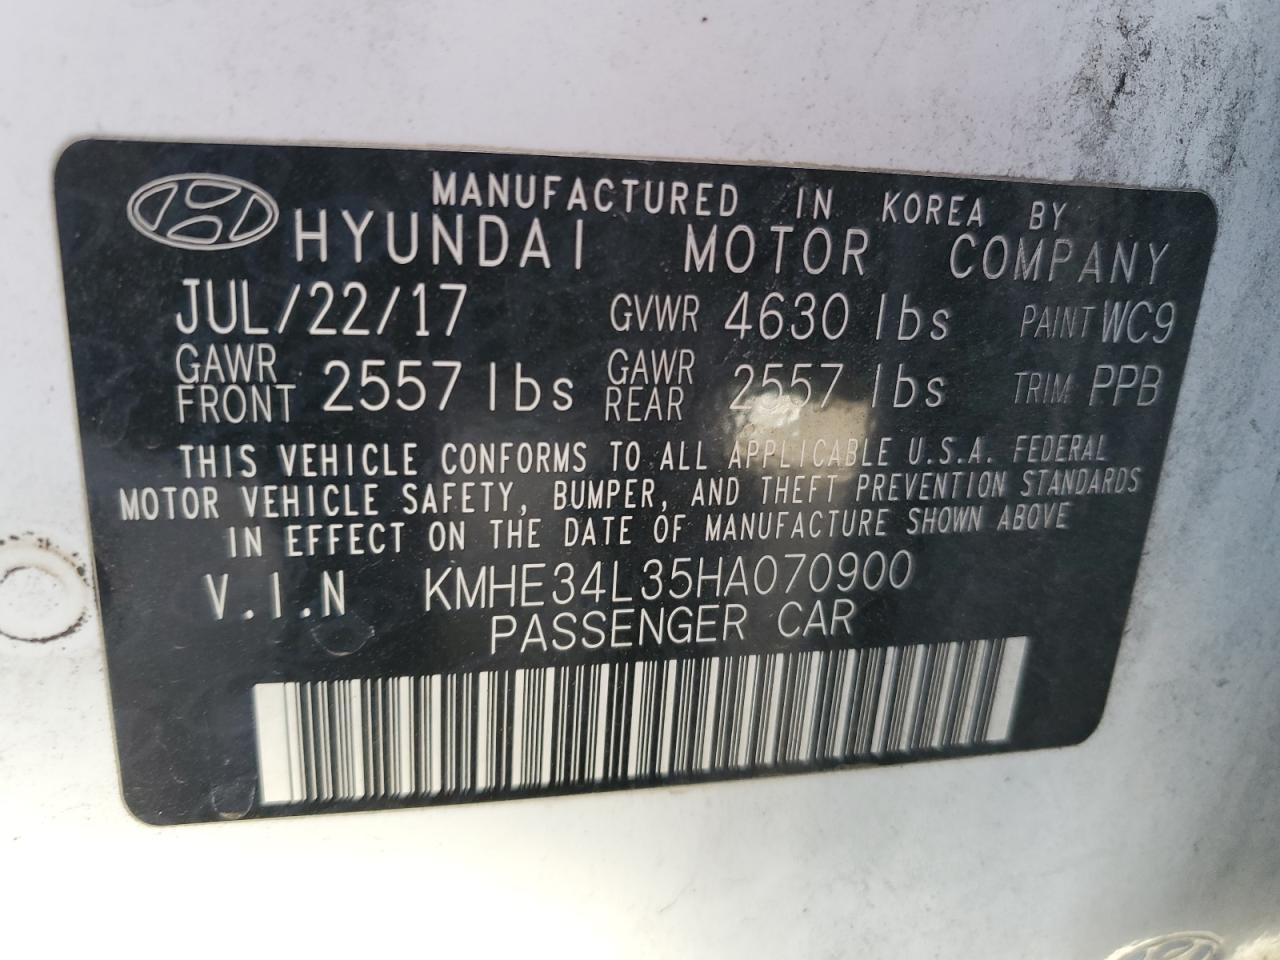 MANUFACTURED IN KOREA BY
HYUNDAI MOTOR COMPANY
JUL/22/17 GVWR 4630 lbs PAINT WC9
GAWR FRONT 2557 lbs GAWR REAR 2557 lbs TRIM PPB
THIS VEHICLE CONFORMS TO ALL APPLICABLE U.S.A. FEDERAL
MOTOR VEHICLE SAFETY, BUMPER, AND THEFT PREVENTION STANDARDS
IN EFFECT ON THE DATE OF MANUFACTURE SHOWN ABOVE
V.I.N KMHE34L35HA070900
PASSENGER CAR